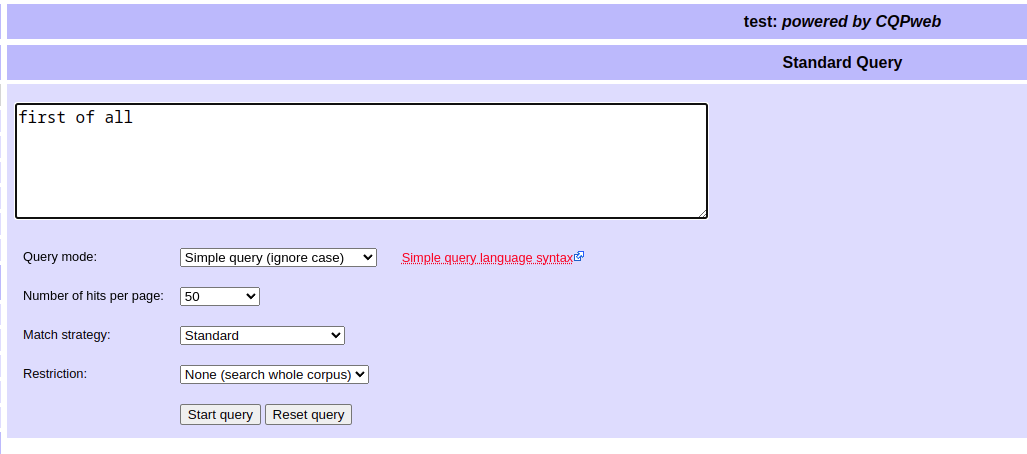 test: powered by CQPweb
Standard Query
first of all
Query mode: Simple query (ignore case) Simple query language syntax
Number of hits per page: 50
Match strategy: Standard
Restriction: None (search whole corpus)
Start query Reset query